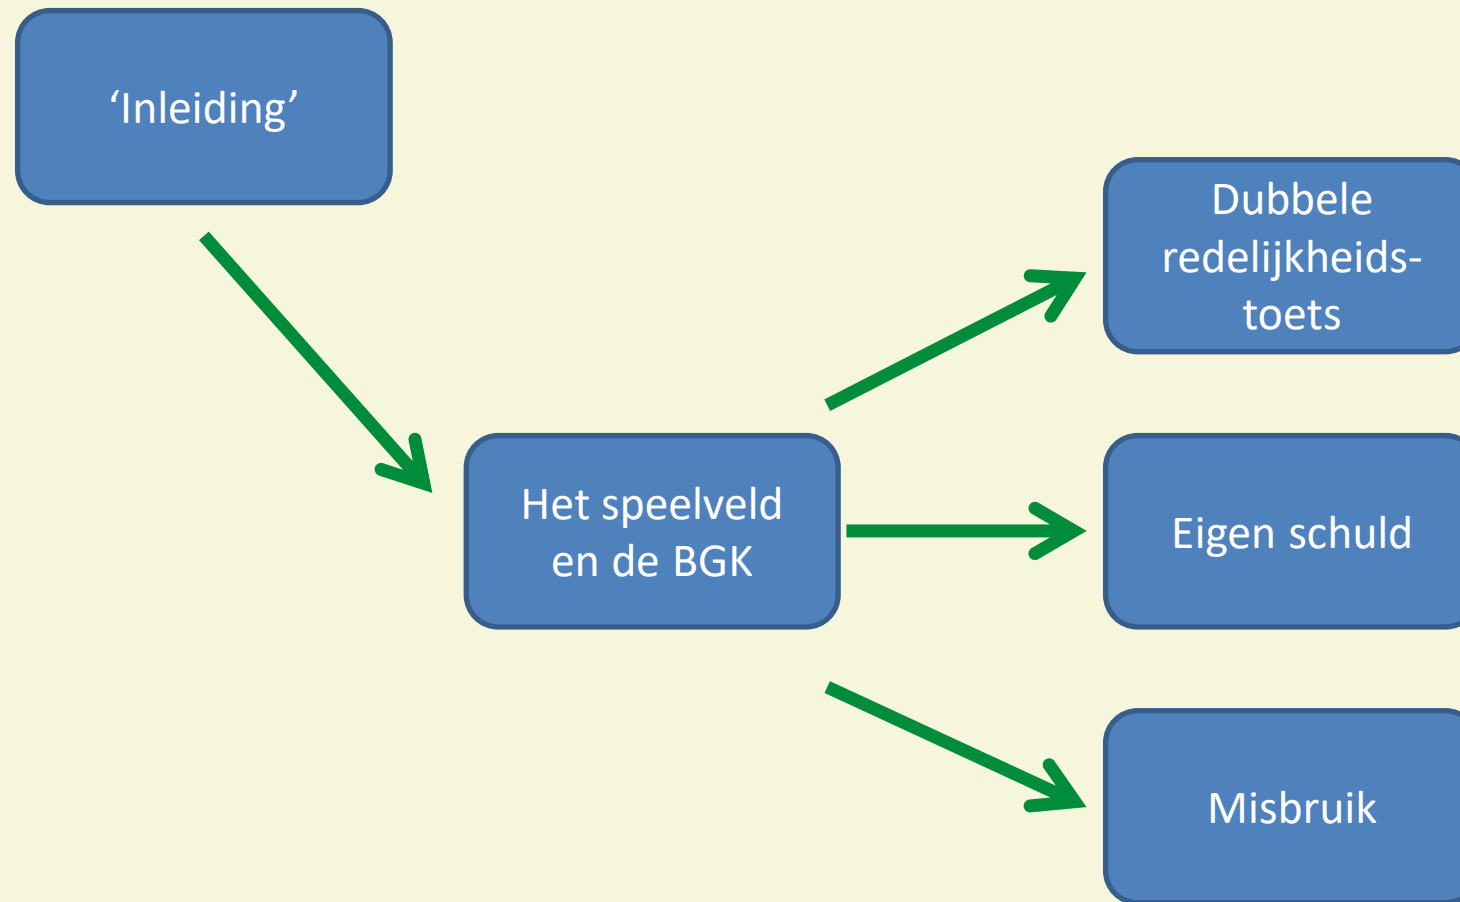 ‘Inleiding’
Het speelveld
en de BGK
Dubbele
redelijkheids-
toets
Eigen schuld
Misbruik